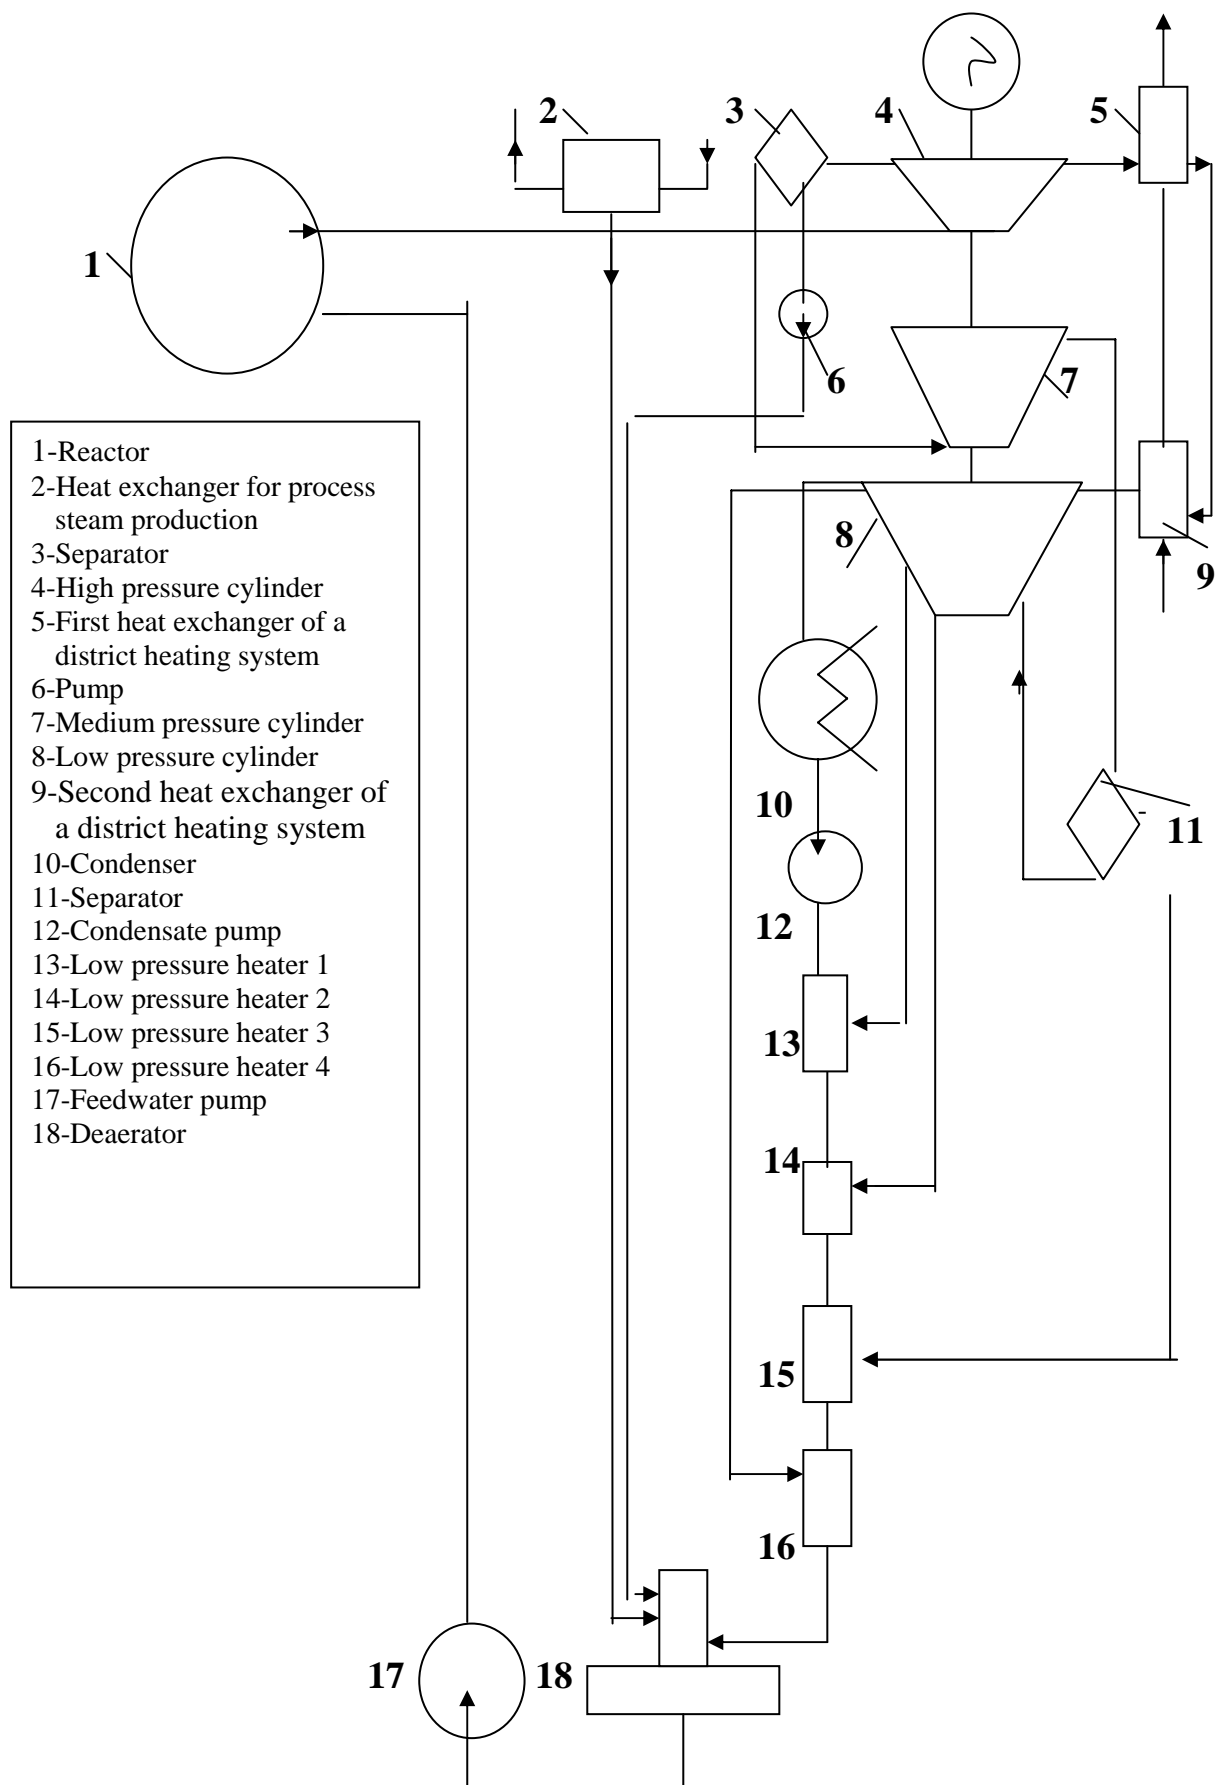 2
3
4
5
1
6
7
8
9
1-Reactor
2-Heat exchanger for process
steam production
3-Separator
4-High pressure cylinder
5-First heat exchanger of a
district heating system
6-Pump
7-Medium pressure cylinder
8-Low pressure cylinder
9-Second heat exchanger of
a district heating system
10-Condenser
11-Separator
12-Condensate pump
13-Low pressure heater 1
14-Low pressure heater 2
15-Low pressure heater 3
16-Low pressure heater 4
17-Feedwater pump
18-Deaerator
10
11
12
13
14
15
16
17
18